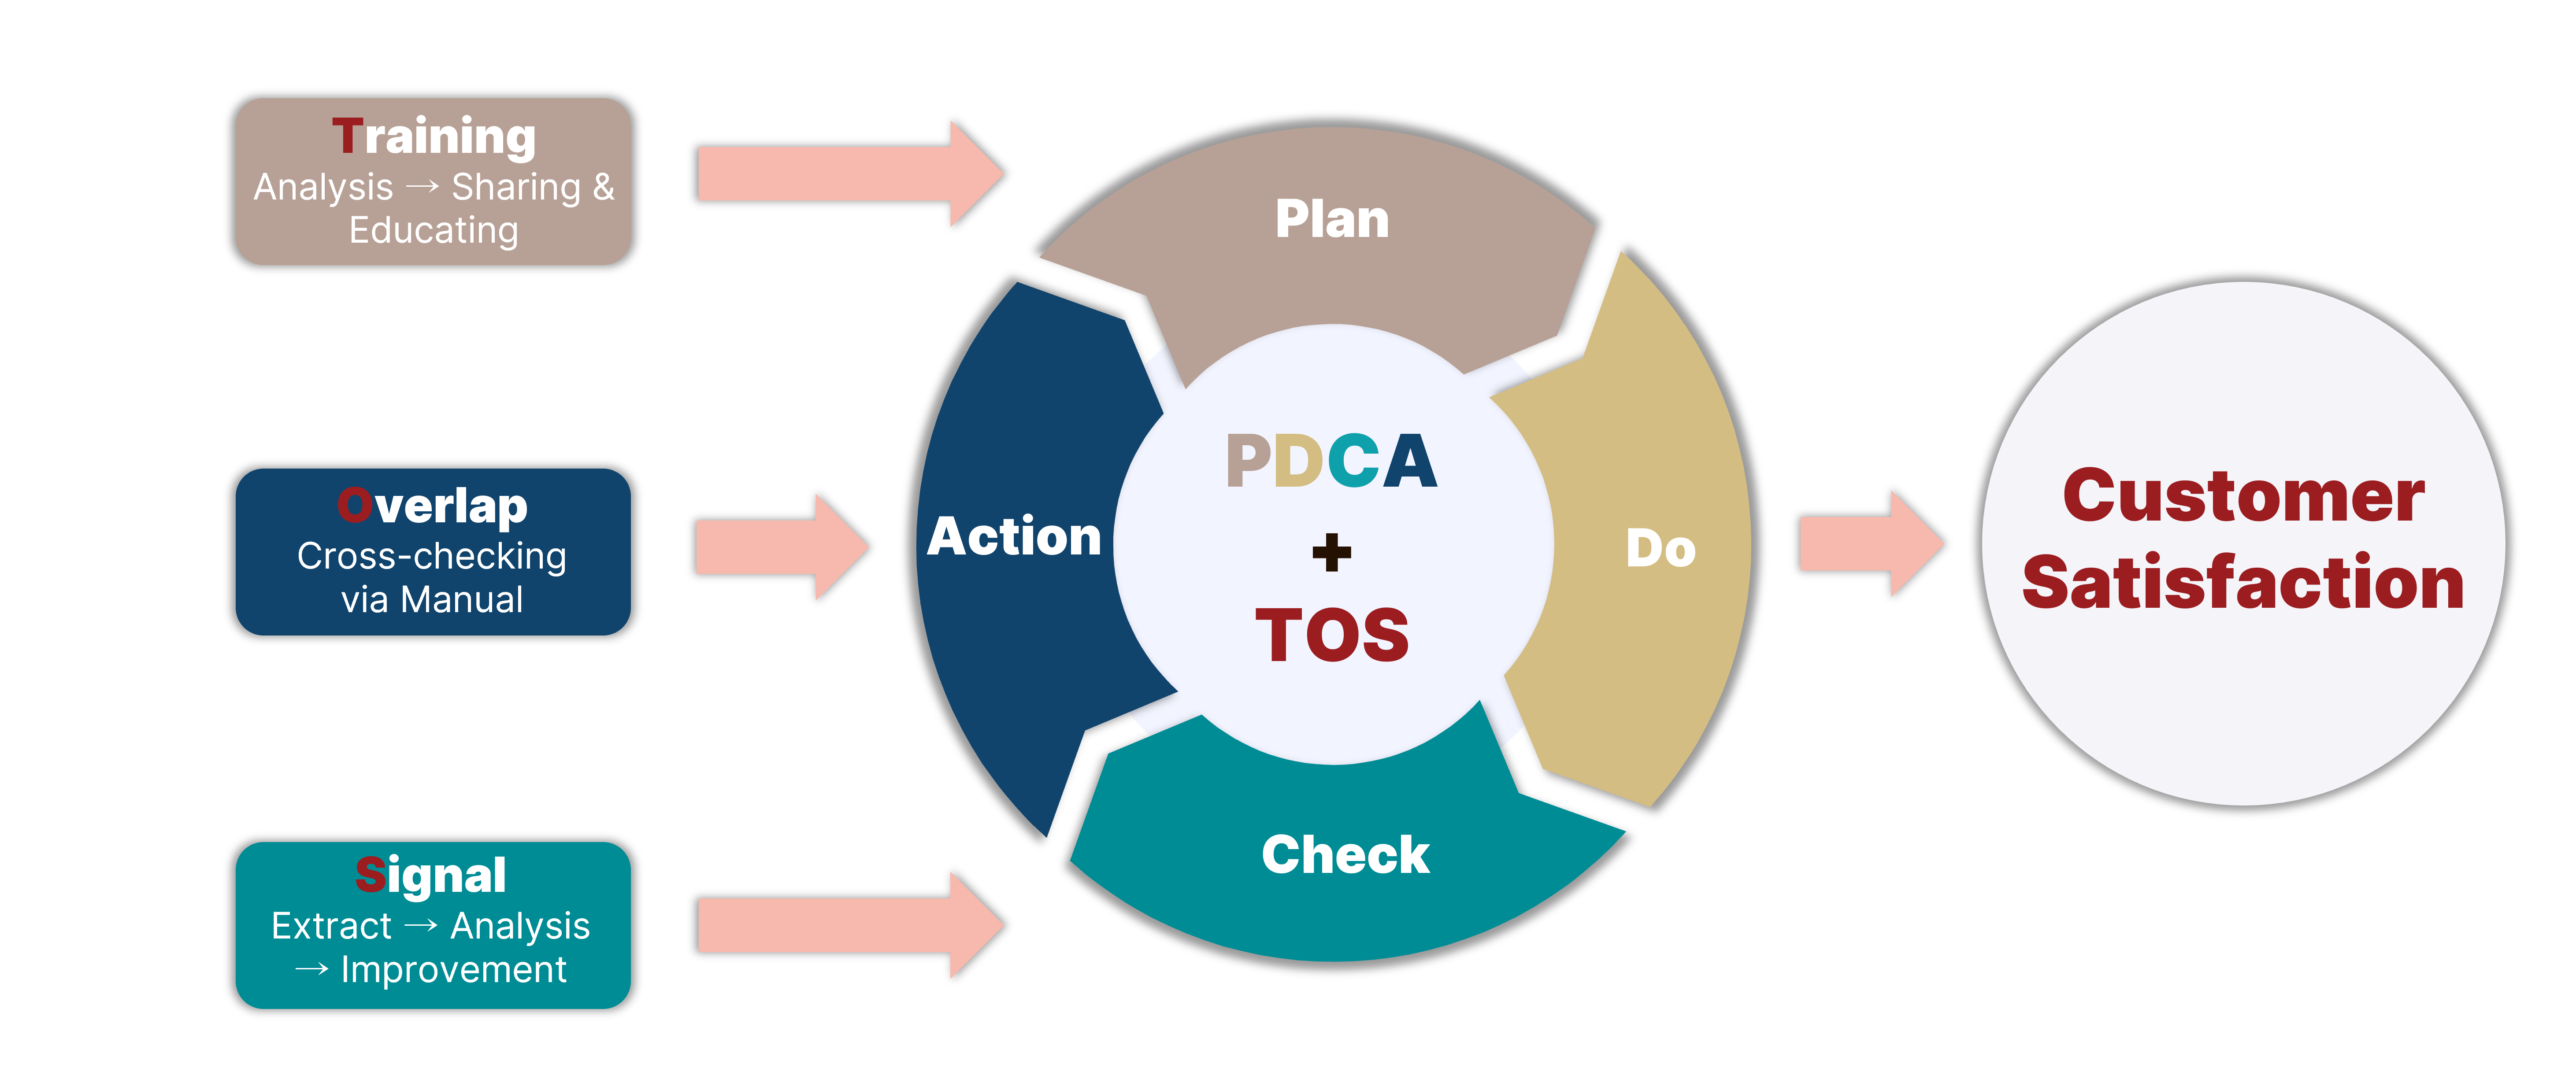 Training
Analysis → Sharing &
Educating
Overlap
Cross-checking
via Manual
Signal
Extract → Analysis
→ Improvement
Plan
Do
Check
Action
PDCA
+
TOS
Customer
Satisfaction